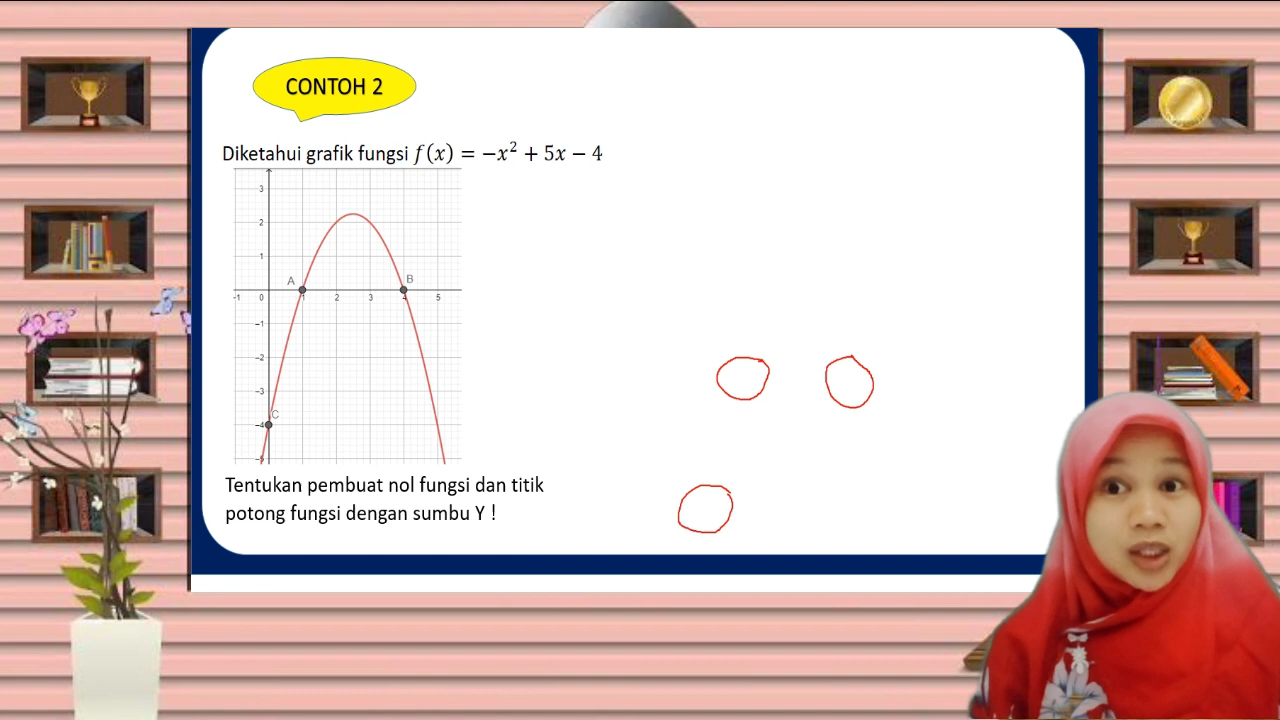 CONTOH 2
Diketahui grafik fungsi f(x) = −x² + 5x − 4
3
2
1
A
B
-1
0
1
2
3
4
5
−1
−2
−3
C
−4
−5
Tentukan pembuat nol fungsi dan titik
potong fungsi dengan sumbu Y !